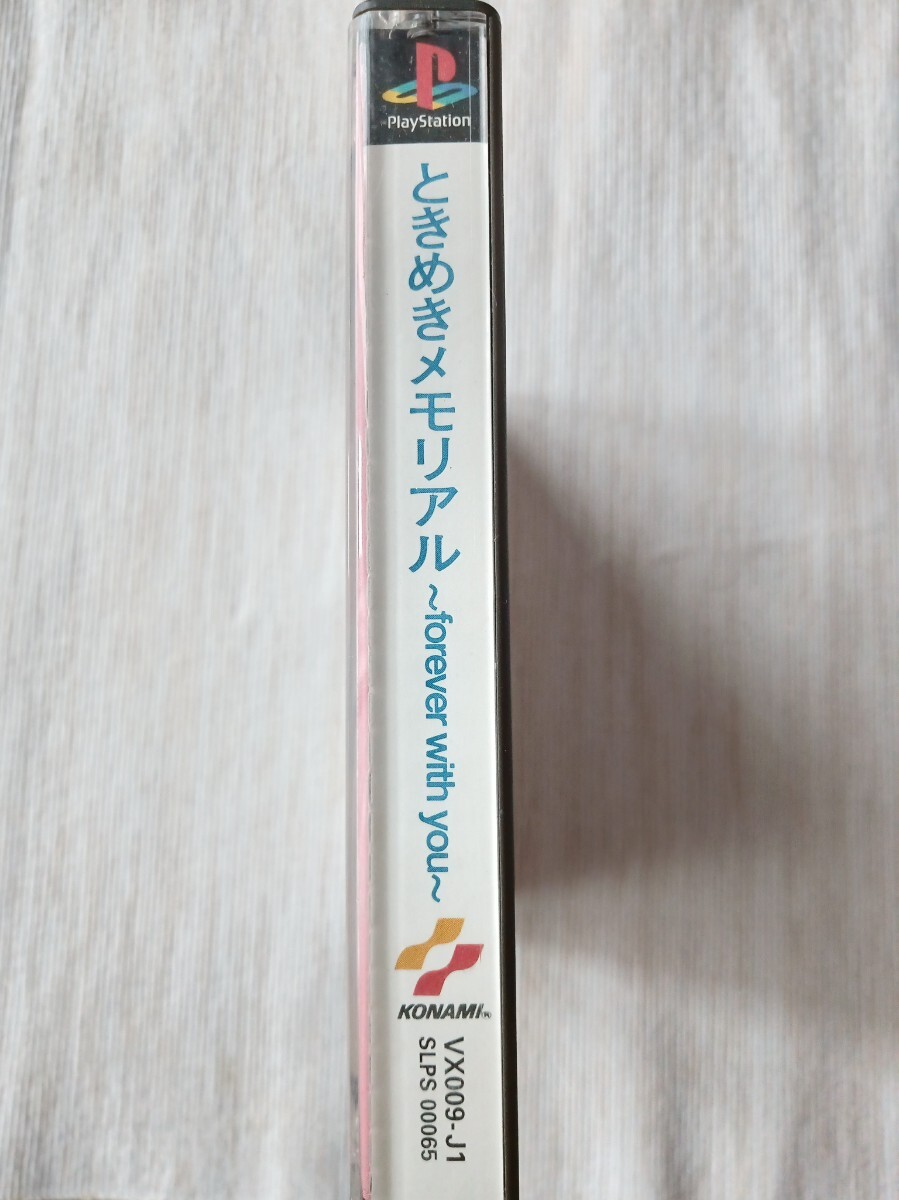 PlayStation
ときめきメモリアル ~forever with you~
KONAMI®
VX009-J1
SLPS 00065